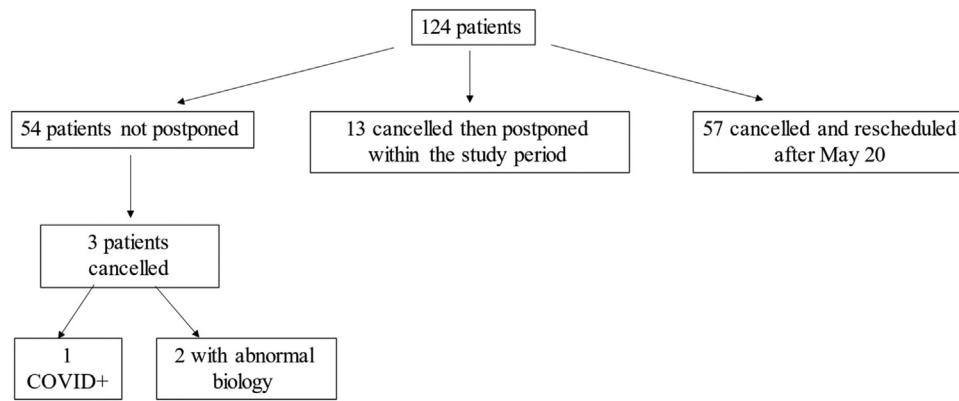 124 patients
54 patients not postponed
13 cancelled then postponed
within the study period
57 cancelled and rescheduled
after May 20
3 patients
cancelled
1
COVID+
2 with abnormal
biology